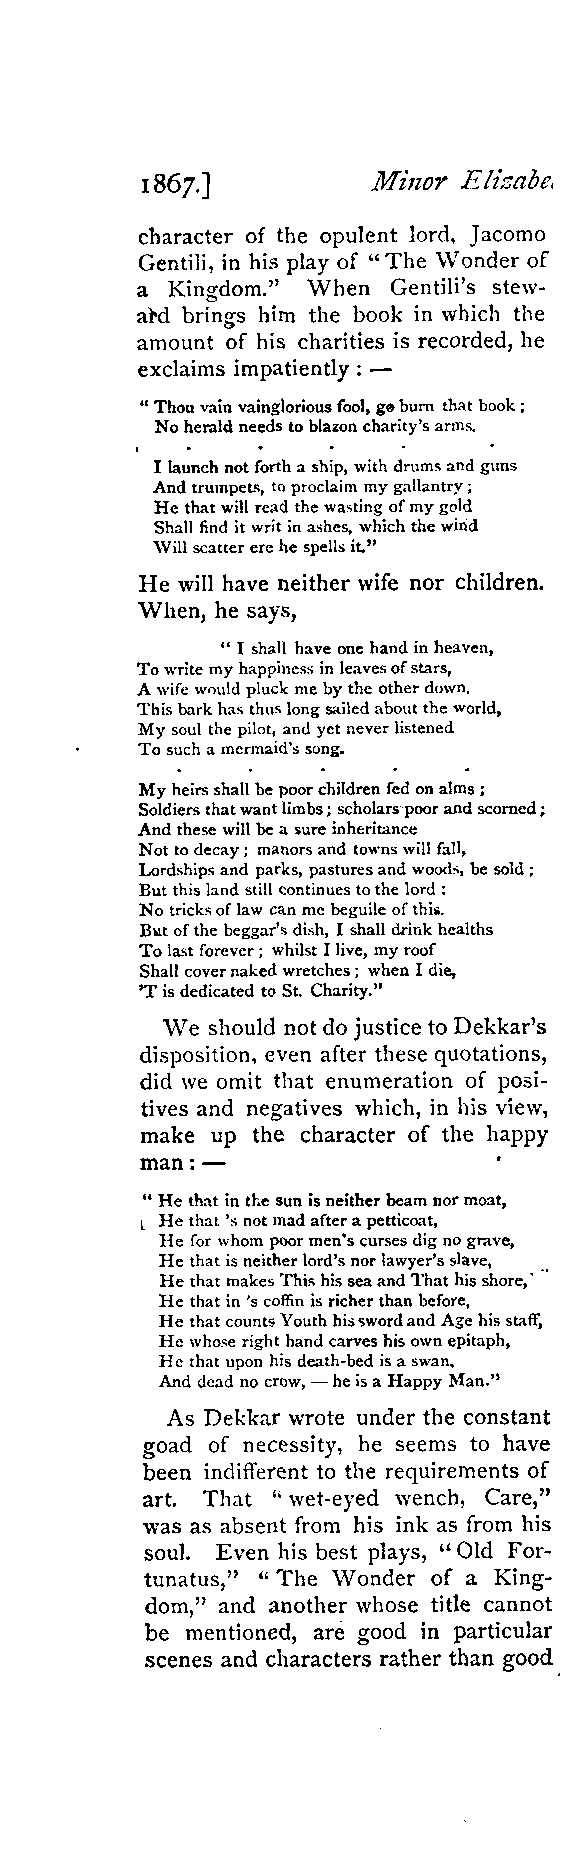 1867.] Minor Elizabe
character of the opulent lord, Jacomo
Gentili, in his play of "The Wonder of
a Kingdom." When Gentili's stew-
ard brings him the book in which the
amount of his charities is recorded, he
exclaims impatiently : —
" Thou vain vainglorious fool, go burn that book ;
No herald needs to blazon charity's arms.
. . . . . .
I launch not forth a ship, with drums and guns
And trumpets, to proclaim my gallantry ;
He that will read the wasting of my gold
Shall find it writ in ashes, which the wind
Will scatter ere he spells it."
He will have neither wife nor children.
When, he says,
" I shall have one hand in heaven,
To write my happiness in leaves of stars,
A wife would pluck me by the other down.
This bark has thus long sailed about the world,
My soul the pilot, and yet never listened
To such a mermaid's song.
. . . . .
My heirs shall be poor children fed on alms ;
Soldiers that want limbs ; scholars poor and scorned ;
And these will be a sure inheritance
Not to decay ; manors and towns will fall,
Lordships and parks, pastures and woods, be sold ;
But this land still continues to the lord :
No tricks of law can me beguile of this.
But of the beggar's dish, I shall drink healths
To last forever ; whilst I live, my roof
Shall cover naked wretches ; when I die,
'T is dedicated to St. Charity."
We should not do justice to Dekkar's
disposition, even after these quotations,
did we omit that enumeration of posi-
tives and negatives which, in his view,
make up the character of the happy
man : —
" He that in the sun is neither beam nor moat,
He that 's not mad after a petticoat,
He for whom poor men's curses dig no grave,
He that is neither lord's nor lawyer's slave,
He that makes This his sea and That his shore,
He that in 's coffin is richer than before,
He that counts Youth his sword and Age his staff,
He whose right hand carves his own epitaph,
He that upon his death-bed is a swan,
And dead no crow, — he is a Happy Man."
As Dekkar wrote under the constant
goad of necessity, he seems to have
been indifferent to the requirements of
art. That "wet-eyed wench, Care,"
was as absent from his ink as from his
soul. Even his best plays, "Old For-
tunatus," "The Wonder of a King-
dom," and another whose title cannot
be mentioned, are good in particular
scenes and characters rather than good